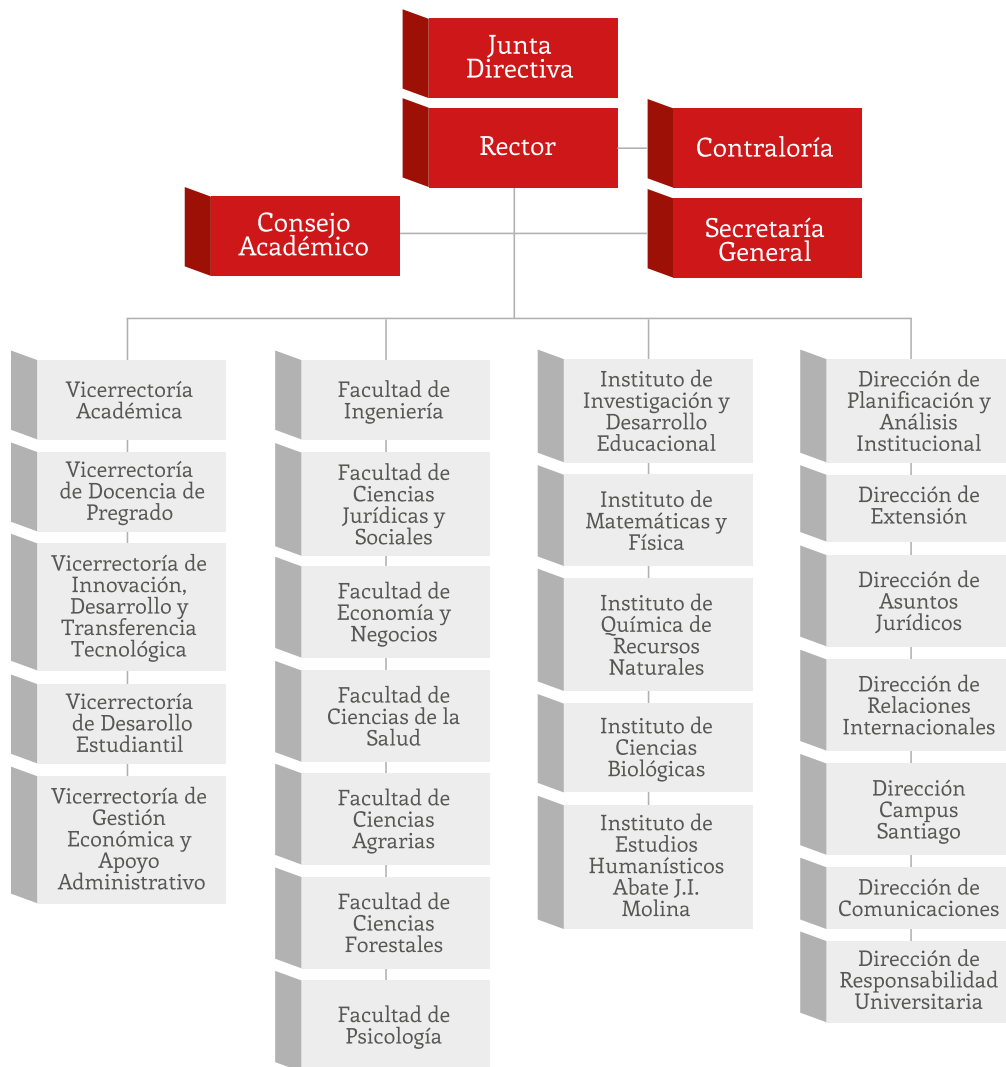 Junta
Directiva
Rector
Contraloría
Consejo
Académico
Secretaría
General
Vicerrectoría
Académica
Vicerrectoría
de Docencia de
Pregrado
Vicerrectoría de
Innovación,
Desarrollo y
Transferencia
Tecnológica
Vicerrectoría
de Desarollo
Estudiantil
Vicerrectoría de
Gestión
Económica y
Apoyo
Administrativo
Facultad de
Ingeniería
Facultad de
Ciencias
Jurídicas y
Sociales
Facultad de
Economía y
Negocios
Facultad de
Ciencias de la
Salud
Facultad de
Ciencias
Agrarias
Facultad de
Ciencias
Forestales
Facultad de
Psicología
Instituto de
Investigación y
Desarrollo
Educacional
Instituto de
Matemáticas y
Física
Instituto de
Química de
Recursos
Naturales
Instituto de
Ciencias
Biológicas
Instituto de
Estudios
Humanísticos
Abate J.I.
Molina
Dirección de
Planificación y
Análisis
Institucional
Dirección de
Extensión
Dirección de
Asuntos
Jurídicos
Dirección de
Relaciones
Internacionales
Dirección
Campus
Santiago
Dirección de
Comunicaciones
Dirección de
Responsabilidad
Universitaria